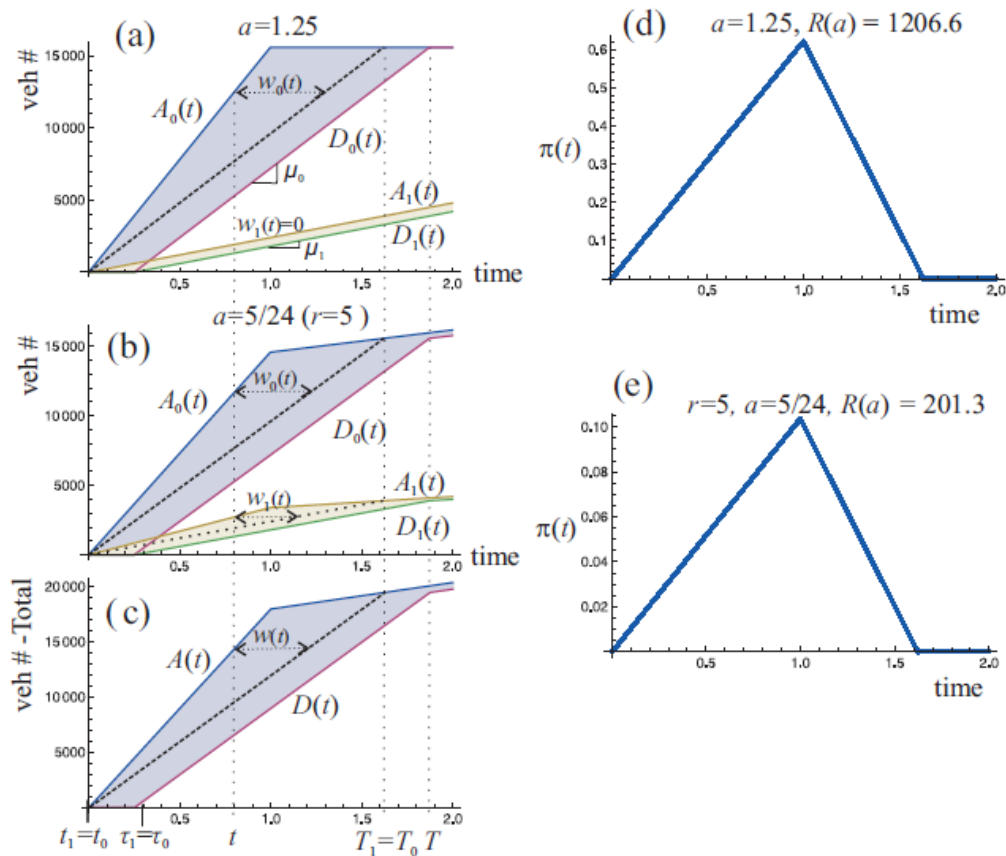 (a)
a=1.25
veh #
15000
10000
5000
A₀(t)
w₀(t)
D₀(t)
μ₀
A₁(t)
w₁(t)=0
D₁(t)
μ₁
0.5
1.0
1.5
2.0
time
(b)
a=5/24 (r=5 )
veh #
15000
10000
5000
A₀(t)
w₀(t)
D₀(t)
A₁(t)
w₁(t)
D₁(t)
0.5
1.0
1.5
2.0
time
(c)
veh # -Total
20000
15000
10000
5000
A(t)
w(t)
D(t)
0.5
1.0
1.5
2.0
t₁=t₀
τ₁=τ₀
t
T₁=T₀ T
(d)
a=1.25, R(a) = 1206.6
π(t)
0.6
0.5
0.4
0.3
0.2
0.1
0.5
1.0
1.5
2.0
time
(e)
r=5, a=5/24, R(a) = 201.3
π(t)
0.10
0.08
0.06
0.04
0.02
0.5
1.0
1.5
2.0
time